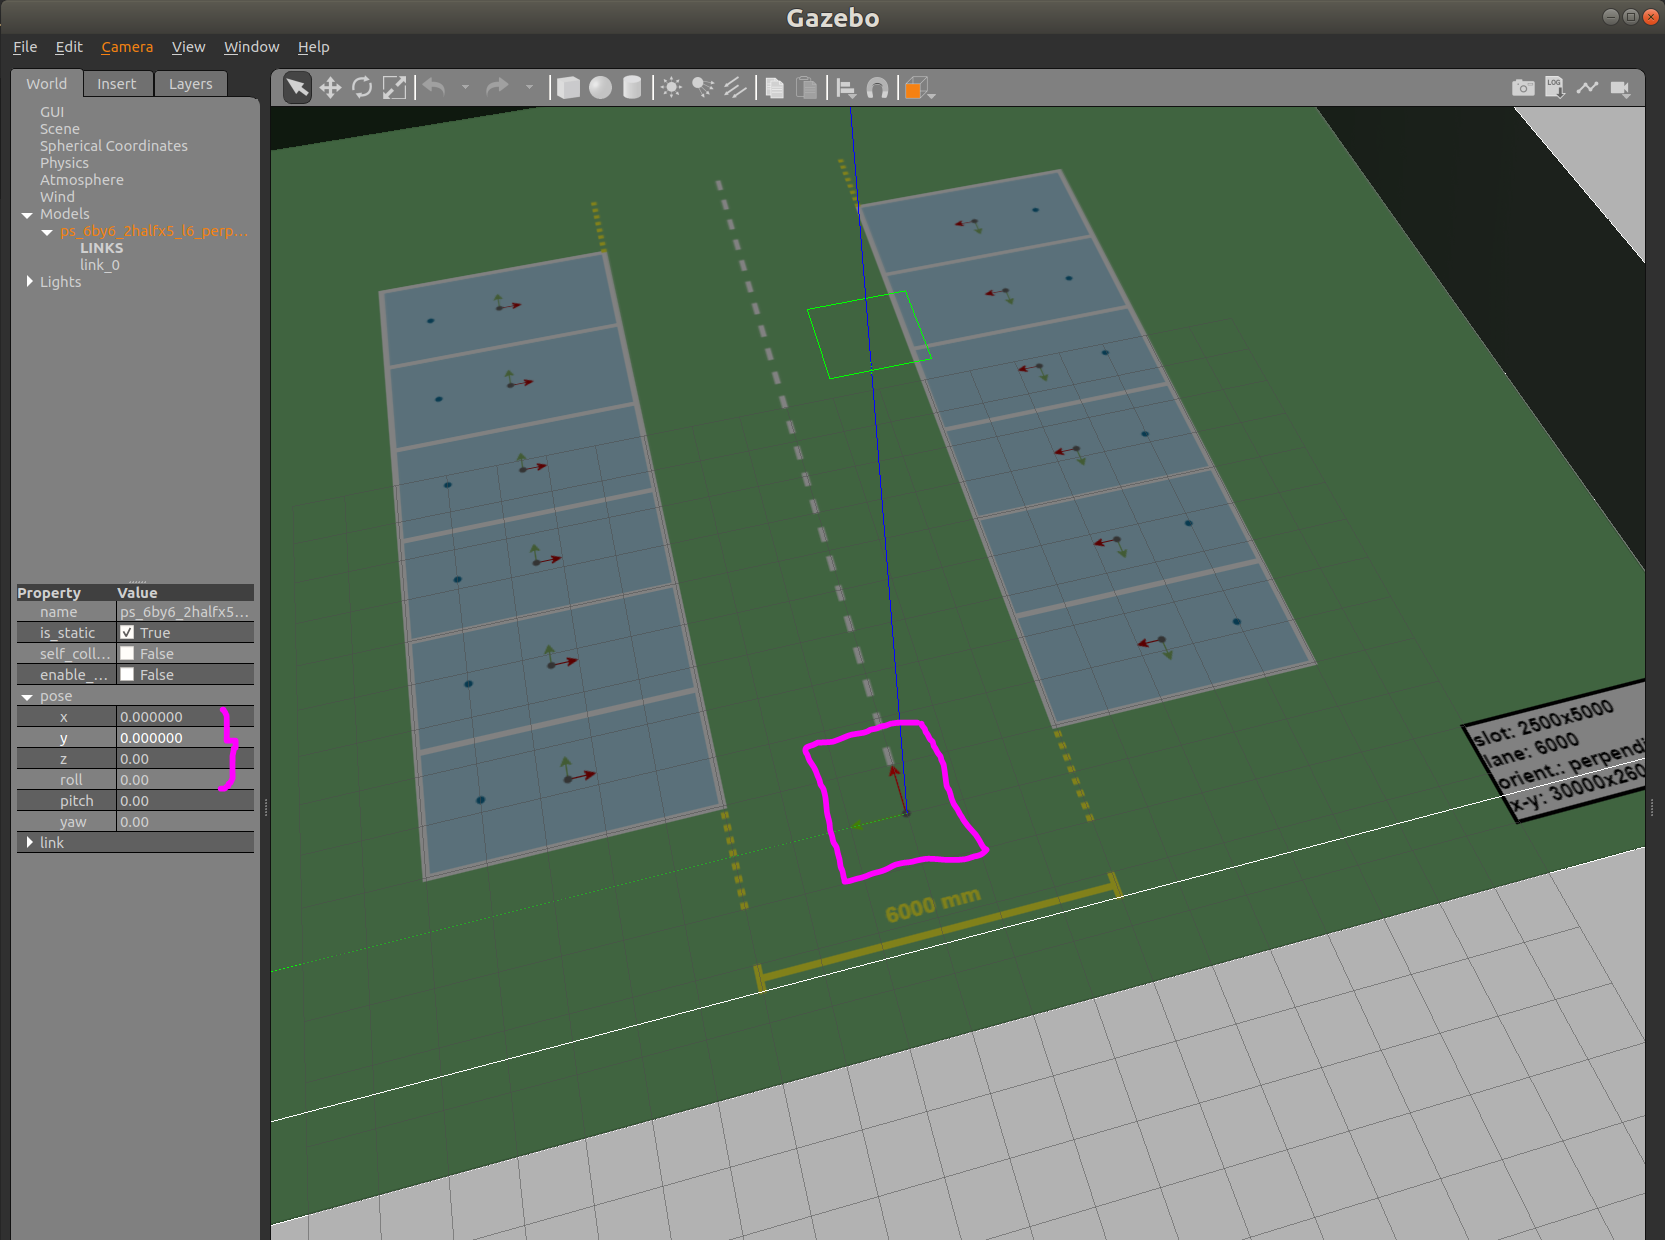 Gazebo
File Edit Camera View Window Help
World Insert Layers
GUI
Scene
Spherical Coordinates
Physics
Atmosphere
Wind
Models
ps_6by6_2halfx5_l6_perp...
LINKS
link_0
Lights
Property Value
name ps_6by6_2halfx5...
is_static True
self_coll... False
enable_... False
pose
x 0.000000
y 0.000000
z 0.00
roll 0.00
pitch 0.00
yaw 0.00
link
LOG
6000 mm
slot: 2500x5000
lane: 6000
orient.: perpendi
x-y: 30000x260